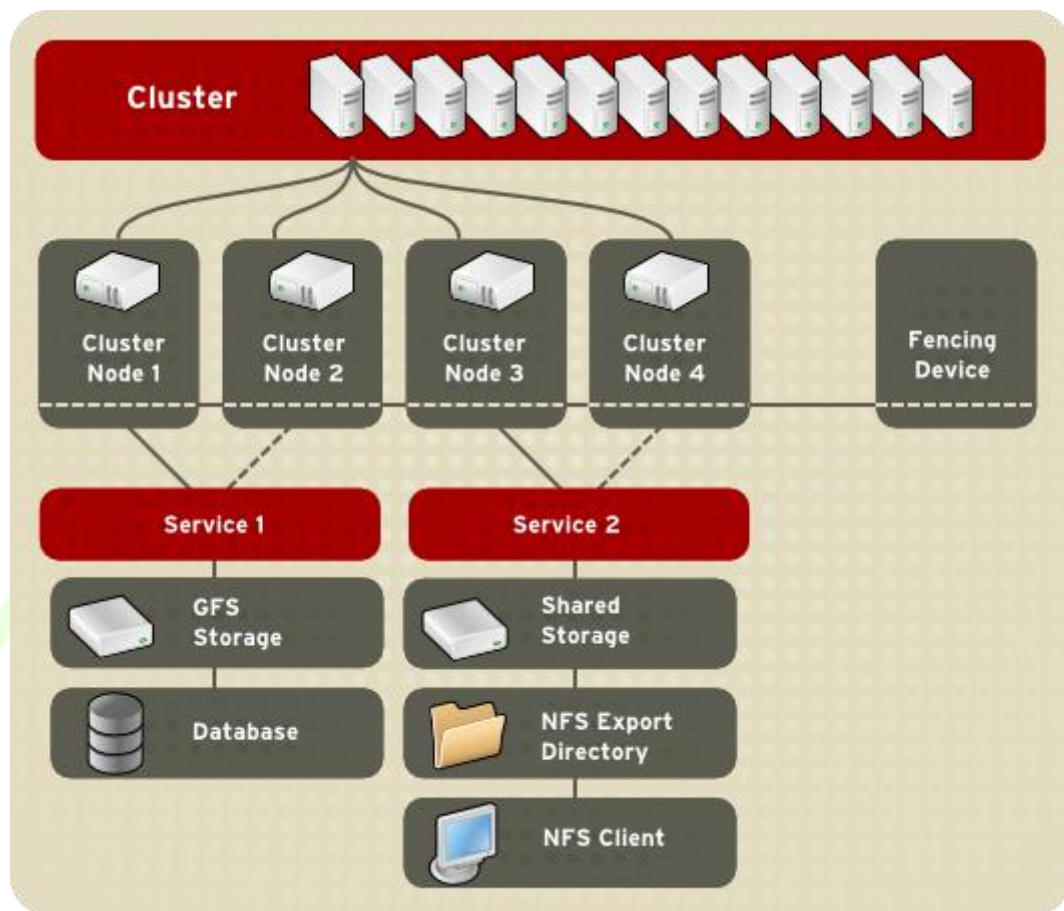 Cluster
Cluster
Node 1
Cluster
Node 2
Cluster
Node 3
Cluster
Node 4
Fencing
Device
Service 1
Service 2
GFS
Storage
Shared
Storage
Database
NFS Export
Directory
NFS Client